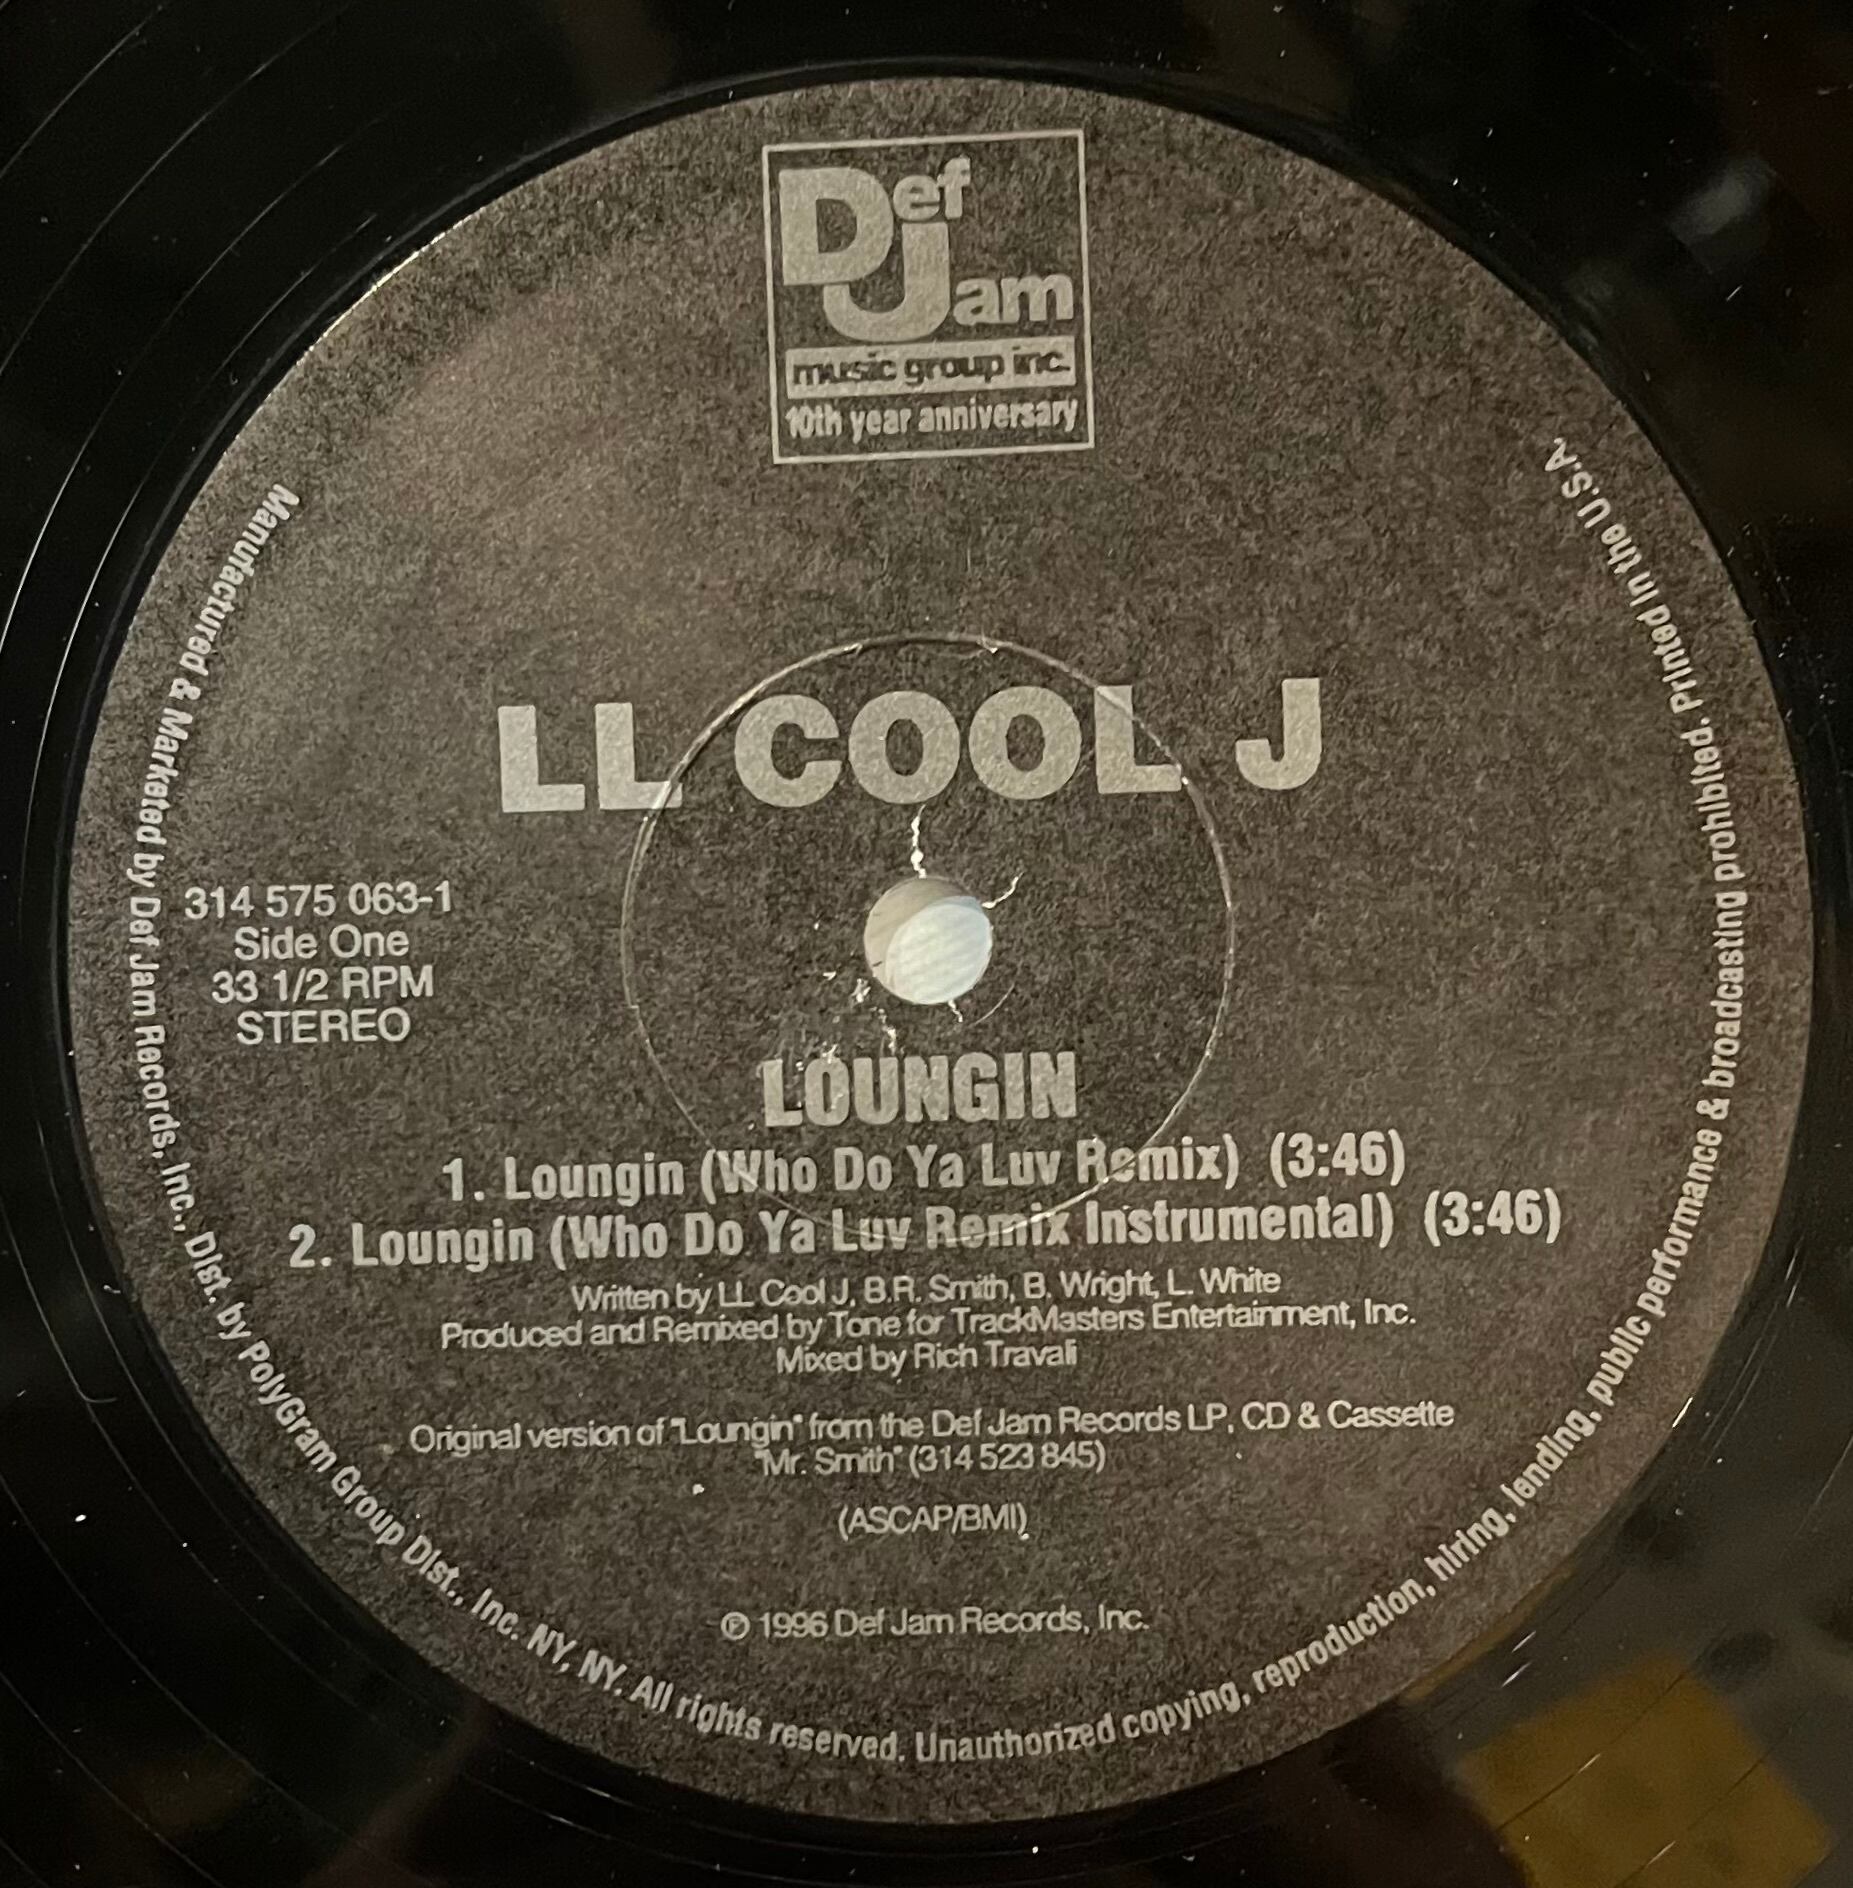 Def
Jam
music group inc.
10th year anniversary
LL COOL J
314 575 063-1
Side One
33 1/2 RPM
STEREO
LOUNGIN
1. Loungin (Who Do Ya Luv Remix) (3:46)
2. Loungin (Who Do Ya Luv Remix Instrumental) (3:46)
Written by LL Cool J, B.R. Smith, B. Wright, L. White
Produced and Remixed by Tone for TrackMasters Entertainment, Inc.
Mixed by Rich Travali
Original version of "Loungin" from the Def Jam Records LP, CD & Cassette
"Mr. Smith" (314 523 845)
(ASCAP/BMI)
℗ 1996 Def Jam Records, Inc.
Manufactured & Marketed by Def Jam Records, Inc., Dist. by PolyGram Group Dist., Inc. NY, NY. All rights reserved. Unauthorized copying, reproduction, hiring, lending, public performance & broadcasting prohibited. Printed in the U.S.A.